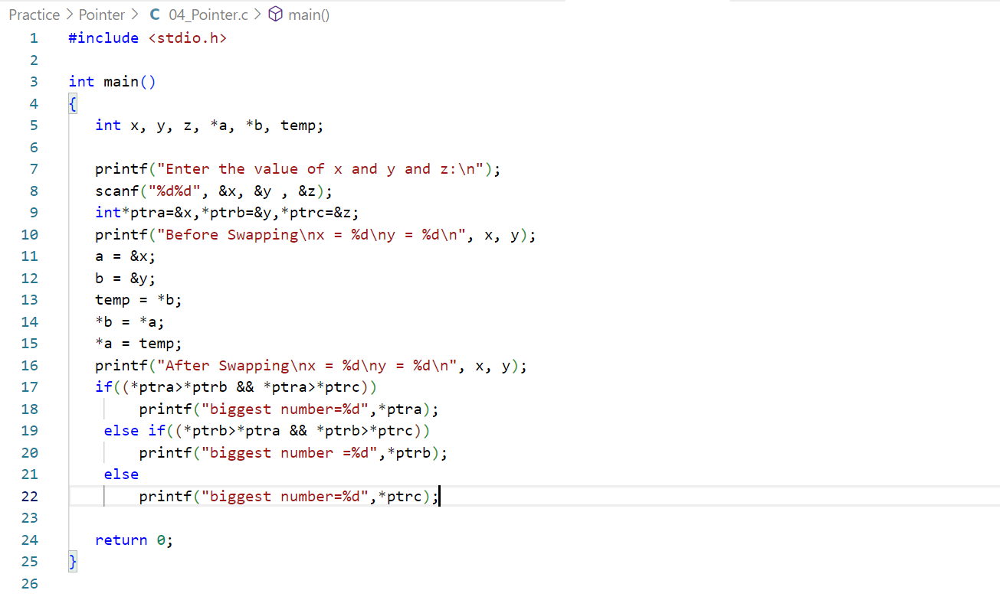 Practice > Pointer > C 04_Pointer.c > main()
1 #include <stdio.h>
2
3 int main()
4 {
5 int x, y, z, *a, *b, temp;
6
7 printf("Enter the value of x and y and z:\n");
8 scanf("%d%d", &x, &y , &z);
9 int*ptra=&x,*ptrb=&y,*ptrc=&z;
10 printf("Before Swapping\nx = %d\ny = %d\n", x, y);
11 a = &x;
12 b = &y;
13 temp = *b;
14 *b = *a;
15 *a = temp;
16 printf("After Swapping\nx = %d\ny = %d\n", x, y);
17 if((*ptra>*ptrb && *ptra>*ptrc))
18 printf("biggest number=%d",*ptra);
19 else if((*ptrb>*ptra && *ptrb>*ptrc))
20 printf("biggest number =%d",*ptrb);
21 else
22 printf("biggest number=%d",*ptrc);
23
24 return 0;
25 }
26